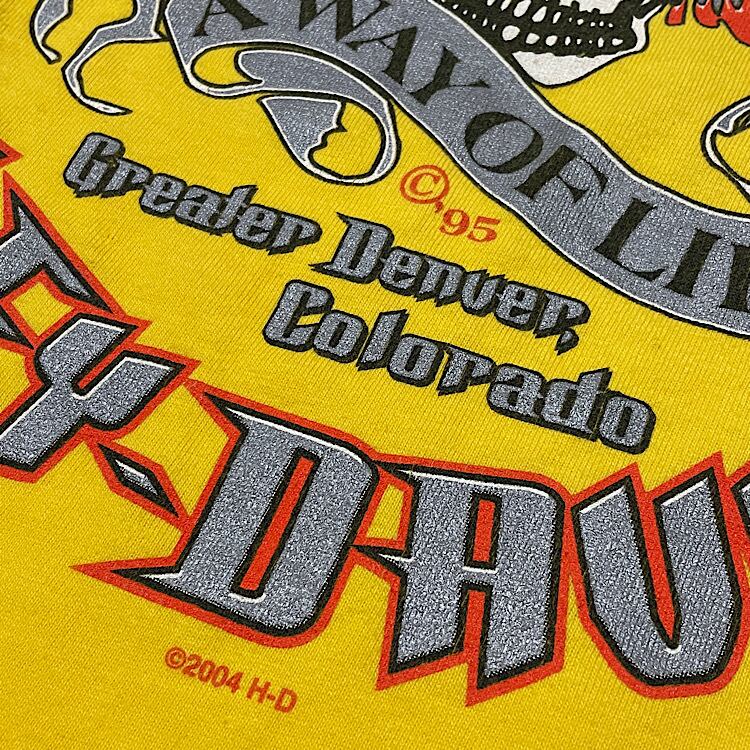 A WAY OF LI
©'95
Greater Denver,
Colorado
Y-DAV
©2004 H-D